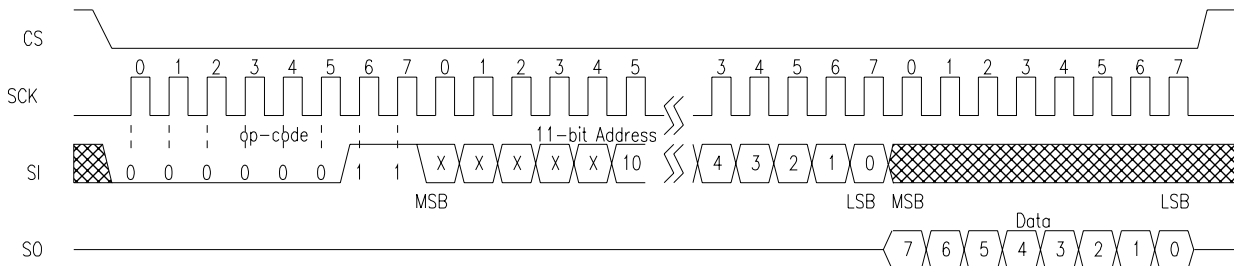 CS
0 1 2 3 4 5 6 7 0 1 2 3 4 5 3 4 5 6 7 0 1 2 3 4 5 6 7
SCK
op-code 11-bit Address
SI 0 0 0 0 0 0 1 1 X X X X X 10 4 3 2 1 0
MSB LSB MSB LSB
Data
SO 7 6 5 4 3 2 1 0